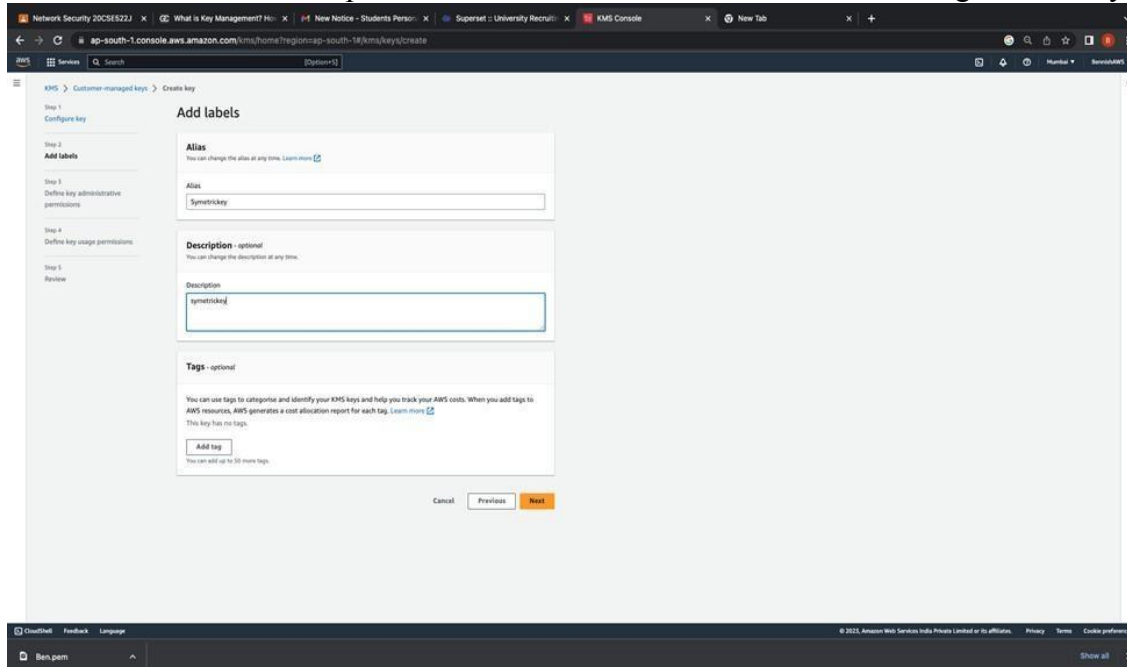 Network Security 20CSE522J
What is Key Management? Ho
New Notice - Students Person
Superset :: University Recruit
KMS Console
New Tab
ap-south-1.console.aws.amazon.com/kms/home?region=ap-south-1#/kms/keys/create
aws
Services
Search
[Option+S]
Mumbai
BennishAWS
KMS > Customer-managed keys > Create key
Step 1
Configure key
Step 2
Add labels
Step 3
Define key administrative
permissions
Step 4
Define key usage permissions
Step 5
Review
Add labels
Alias
You can change the alias at any time. Learn more
Alias
Symetrickey
Description - optional
You can change the description at any time.
Description
symetrickey
Tags - optional
You can use tags to categorise and identify your KMS keys and help you track your AWS costs. When you add tags to
AWS resources, AWS generates a cost allocation report for each tag. Learn more
This key has no tags.
Add tag
You can add up to 50 more tags.
Cancel
Previous
Next
CloudShell
Feedback
Language
© 2023, Amazon Web Services India Private Limited or its affiliates.
Privacy
Terms
Cookie preferenc
Ben.pem
Show all